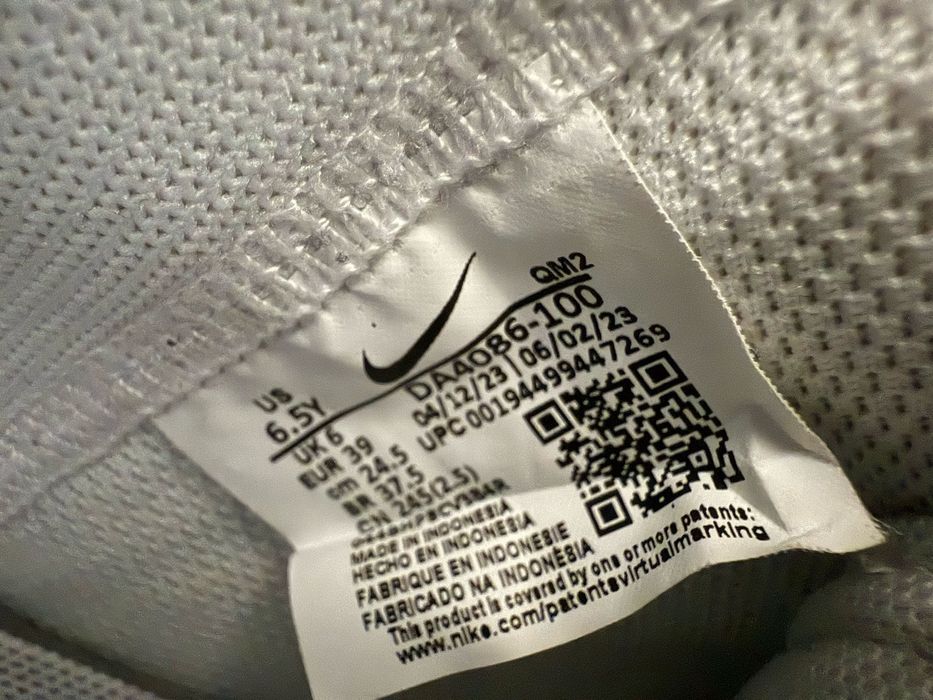 QM2
US
6.5Y
DA4086-100
UK 6
04/12/23 | 06/02/23
EUR 39
UPC 00194499447269
cm 24.5
BR 37.5
CN 245(2.5)
MADE IN INDONESIA
HECHO EN INDONESIA
FABRIQUE EN INDONESIE
FABRICADO NA INDONÉSIA
This product is covered by one or more patents:
www.nike.com/patentsvirtualmarking